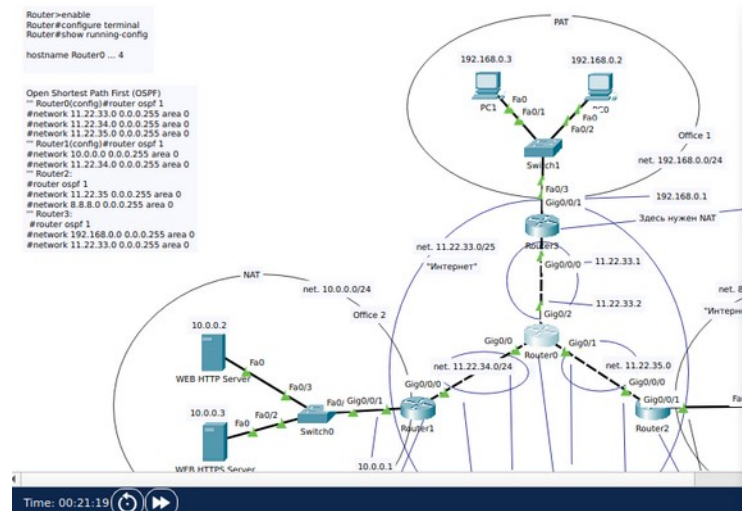 Router>enable
Router#configure terminal
Router#show running-config
hostname Router0 ... 4
Open Shortest Path First (OSPF)
"" Router0(config)#router ospf 1
#network 11.22.33.0 0.0.0.255 area 0
#network 11.22.34.0 0.0.0.255 area 0
#network 11.22.35.0 0.0.0.255 area 0
"" Router1(config)#router ospf 1
#network 10.0.0.0 0.0.0.255 area 0
#network 11.22.34.0 0.0.0.255 area 0
"" Router2:
#router ospf 1
#network 11.22.35 0.0.0.255 area 0
#network 8.8.8.0 0.0.0.255 area 0
"" Router3:
#router ospf 1
#network 192.168.0.0 0.0.0.255 area 0
#network 11.22.33.0 0.0.0.255 area 0
PAT
192.168.0.3
192.168.0.2
Fa0
PC1
Fa0/1
Fa0
Fa0/2
Office 1
Switch1
net. 192.168.0.0/24
Fa0/3
192.168.0.1
Gig0/0/1
Здесь нужен NAT
Router3
net. 11.22.33.0/25
"Интернет"
Gig0/0/0
11.22.33.1
NAT
net. 10.0.0.0/24
net. 8
11.22.33.2
Gig0/2
Office 2
10.0.0.2
Gig0/0
Gig0/1
Router0
Fa0
WEB HTTP Server
net. 11.22.34.0/24
net. 11.22.35.0
Fa0/3
Gig0/0/0
Gig0/0/0
10.0.0.3
Fa0
Fa0/2
Fa0/
Gig0/0/1
Gig0/0/1
Fa
Switch0
Router1
Router2
WEB HTTPS Server
10.0.0.1
Time: 00:21:19